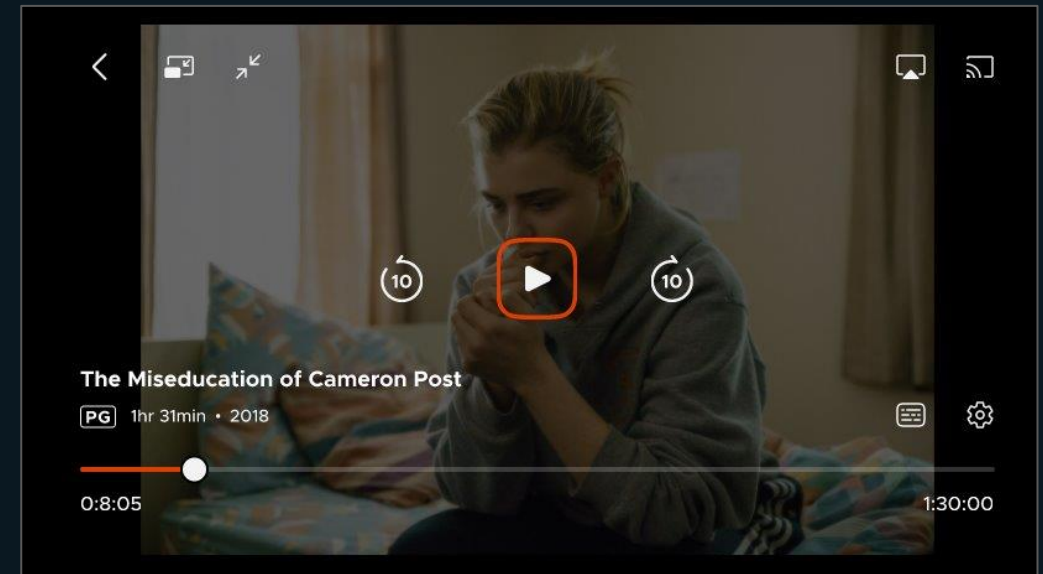 10
10
The Miseducation of Cameron Post
PG 1hr 31min • 2018
0:8:05
1:30:00